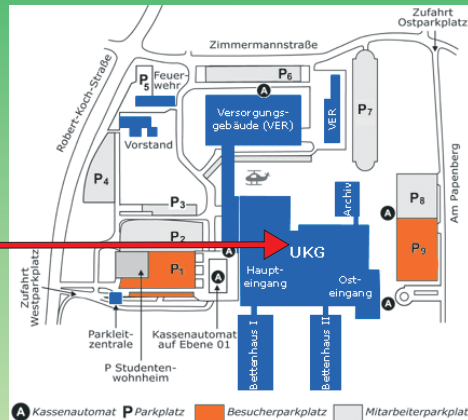 Zufahrt
Ostparkplatz
Zimmermannstraße
Robert-Koch-Straße
P5
Feuer-
wehr
P6
A
Versorgungs-
gebäude (VER)
VER
P7
Vorstand
Am Papenberg
P4
P3
Archiv
P8
P2
A
UKG
P9
P1
A
A
Haupt-
eingang
Ost-
eingang
Zufahrt
Westparkplatz
A
Parkleit-
zentrale
Kassenautomat
auf Ebene 01
P Studenten-
wohnheim
Bettenhaus I
Bettenhaus II
A Kassenautomat P Parkplatz Besucherparkplatz Mitarbeiterparkpl